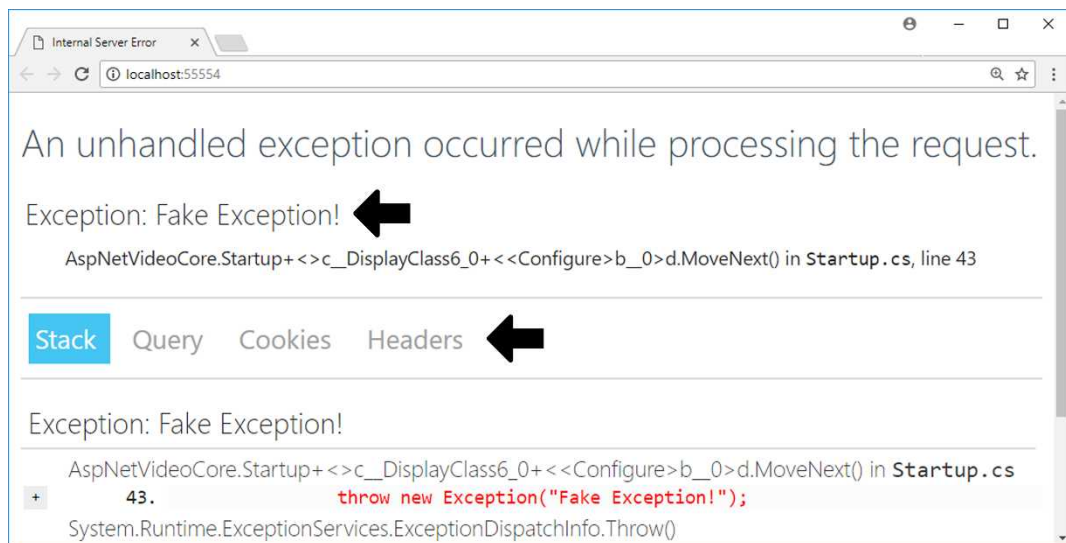 Internal Server Error
localhost:55554
An unhandled exception occurred while processing the request.
Exception: Fake Exception!
AspNetVideoCore.Startup+<>c__DisplayClass6_0+<<Configure>b__0>d.MoveNext() in Startup.cs, line 43
Stack Query Cookies Headers
Exception: Fake Exception!
AspNetVideoCore.Startup+<>c__DisplayClass6_0+<<Configure>b__0>d.MoveNext() in Startup.cs
+ 43. throw new Exception("Fake Exception!");
System.Runtime.ExceptionServices.ExceptionDispatchInfo.Throw()